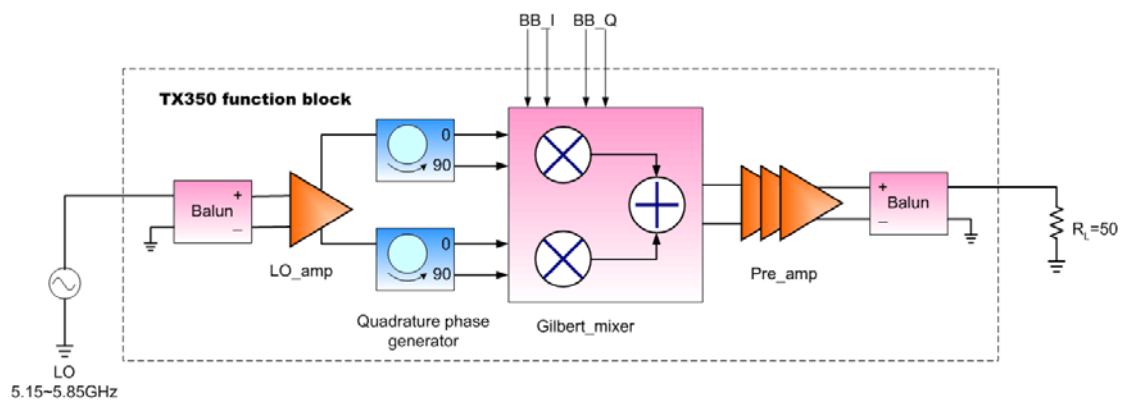 BB_I BB_Q
TX350 function block
0
90
+
Balun
−
LO_amp
0
90
Quadrature phase
generator
Gilbert_mixer
Pre_amp
+
Balun
−
RL=50
LO
5.15~5.85GHz